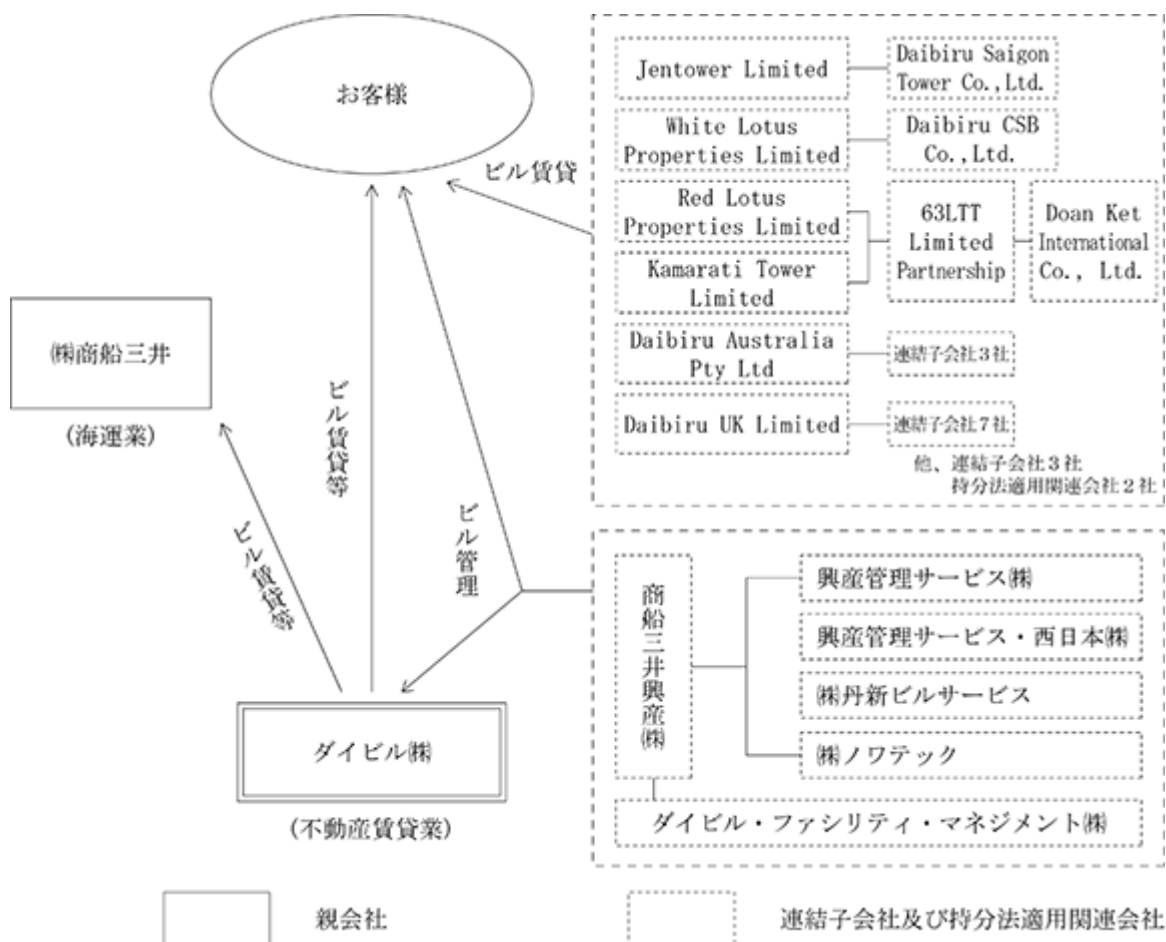 お客様
ビル賃貸
㈱商船三井
(海運業)
ビル賃貸等
ビル賃貸等
ビル管理
ダイビル㈱
(不動産賃貸業)
Jentower Limited
Daibiru Saigon
Tower Co.,Ltd.
White Lotus
Properties Limited
Daibiru CSB
Co.,Ltd.
Red Lotus
Properties Limited
Kamarati Tower
Limited
63LTT
Limited
Partnership
Doan Ket
International
Co., Ltd.
Daibiru Australia
Pty Ltd
連結子会社3社
Daibiru UK Limited
連結子会社7社
他、連結子会社3社
持分法適用関連会社2社
商船三井興産㈱
興産管理サービス㈱
興産管理サービス・西日本㈱
㈱丹新ビルサービス
㈱ノワテック
ダイビル・ファシリティ・マネジメント㈱
親会社
連結子会社及び持分法適用関連会社